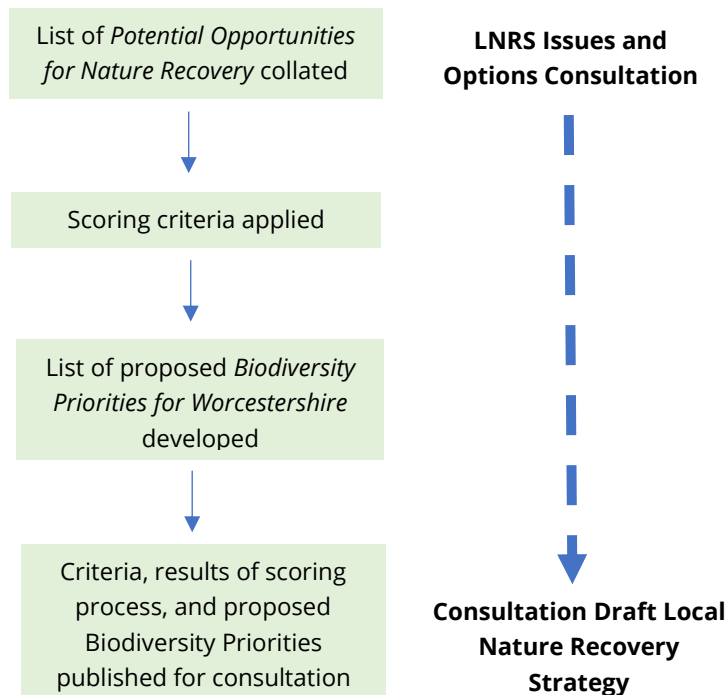 List of Potential Opportunities
for Nature Recovery collated
LNRS Issues and
Options Consultation
Scoring criteria applied
List of proposed Biodiversity
Priorities for Worcestershire
developed
Criteria, results of scoring
process, and proposed
Biodiversity Priorities
published for consultation
Consultation Draft Local
Nature Recovery
Strategy